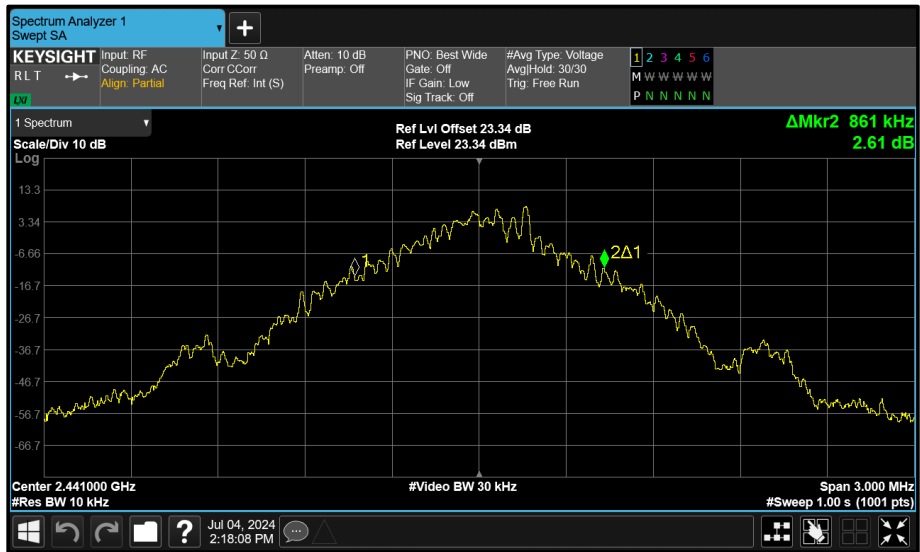 Spectrum Analyzer 1
Swept SA
+
KEYSIGHT
R L T
LXI
Input: RF
Coupling: AC
Align: Partial
Input Z: 50 Ω
Corr CCorr
Freq Ref: Int (S)
Atten: 10 dB
Preamp: Off
PNO: Best Wide
Gate: Off
IF Gain: Low
Sig Track: Off
#Avg Type: Voltage
Avg|Hold: 30/30
Trig: Free Run
1 2 3 4 5 6
M W W W W W
P N N N N N
1 Spectrum
Scale/Div 10 dB
Ref Lvl Offset 23.34 dB
Ref Level 23.34 dBm
ΔMkr2 861 kHz
2.61 dB
Log
13.3
3.34
-6.66
-16.7
-26.7
-36.7
-46.7
-56.7
-66.7
1
2Δ1
Center 2.441000 GHz
#Res BW 10 kHz
#Video BW 30 kHz
Span 3.000 MHz
#Sweep 1.00 s (1001 pts)
?
Jul 04, 2024
2:18:08 PM